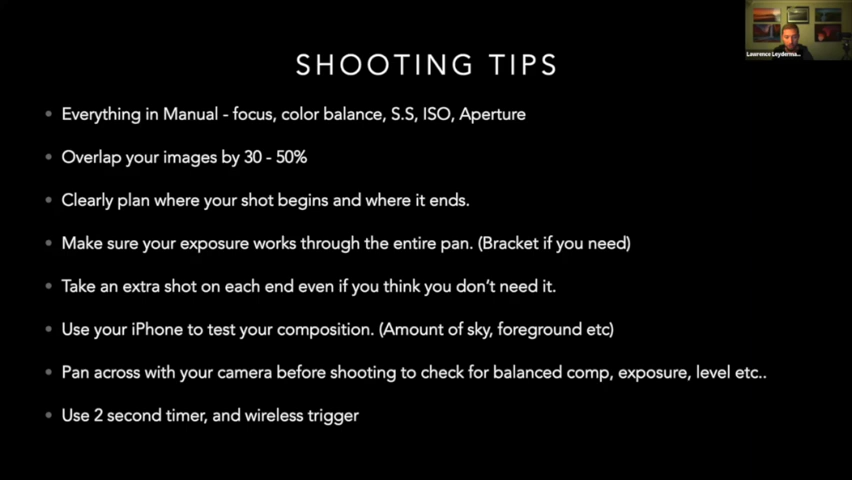 Lawrence Leyderma...
SHOOTING TIPS
• Everything in Manual - focus, color balance, S.S, ISO, Aperture
• Overlap your images by 30 - 50%
• Clearly plan where your shot begins and where it ends.
• Make sure your exposure works through the entire pan. (Bracket if you need)
• Take an extra shot on each end even if you think you don't need it.
• Use your iPhone to test your composition. (Amount of sky, foreground etc)
• Pan across with your camera before shooting to check for balanced comp, exposure, level etc..
• Use 2 second timer, and wireless trigger